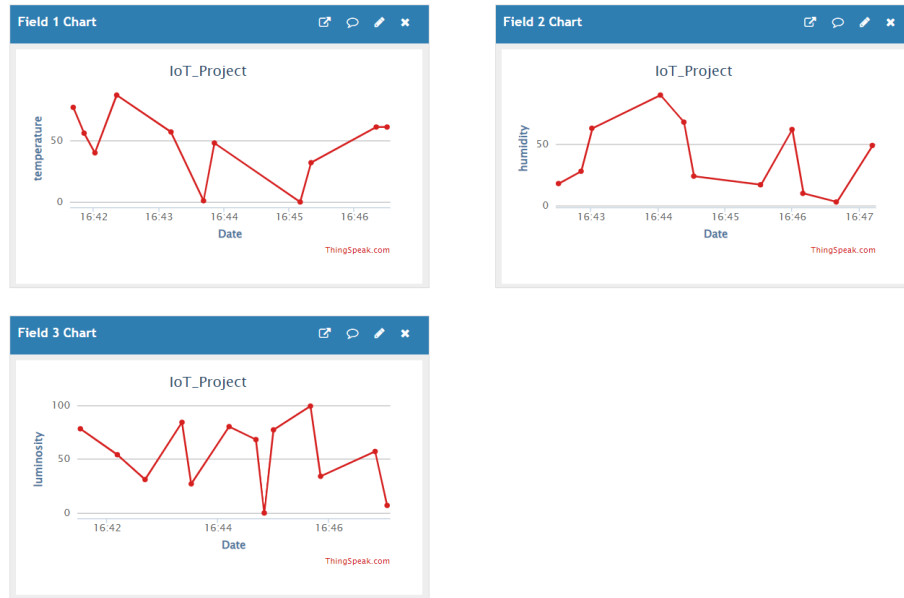 Field 1 Chart
IoT_Project
temperature
50
0
16:42 16:43 16:44 16:45 16:46
Date
ThingSpeak.com
Field 2 Chart
IoT_Project
humidity
50
0
16:43 16:44 16:45 16:46 16:47
Date
ThingSpeak.com
Field 3 Chart
IoT_Project
luminosity
100
50
0
16:42 16:44 16:46
Date
ThingSpeak.com